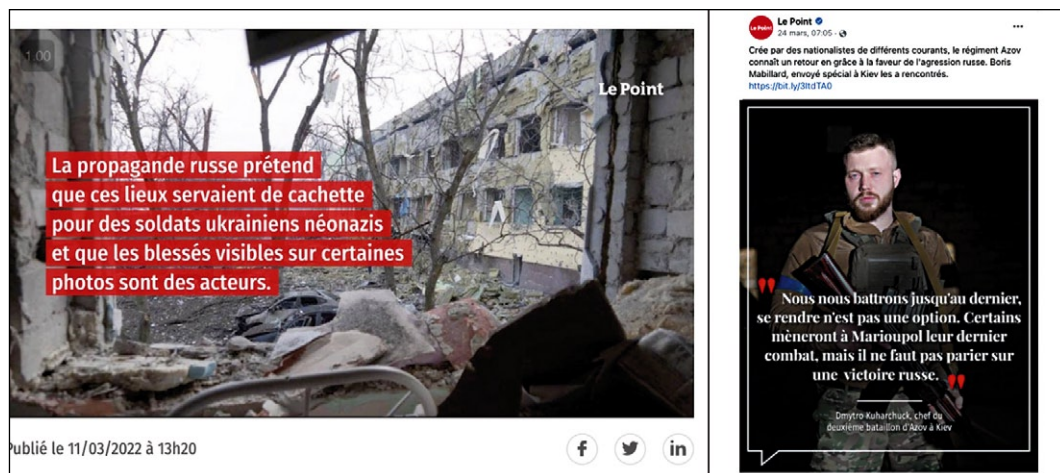 1:00
Le Point
La propagande russe prétend
que ces lieux servaient de cachette
pour des soldats ukrainiens néonazis
et que les blessés visibles sur certaines
photos sont des acteurs.
Publié le 11/03/2022 à 13h20
f
in
Le Point
Le Point
24 mars, 07:05
Crée par des nationalistes de différents courants, le régiment Azov
connaît un retour en grâce à la faveur de l'agression russe. Boris
Mabillard, envoyé spécial à Kiev les a rencontrés.
https://bit.ly/3ItdTA0
" Nous nous battrons jusqu'au dernier,
se rendre n'est pas une option. Certains
mèneront à Marioupol leur dernier
combat, mais il ne faut pas parier sur
une victoire russe. "
Dmytro Kuharchuck, chef du
deuxième bataillon d'Azov à Kiev